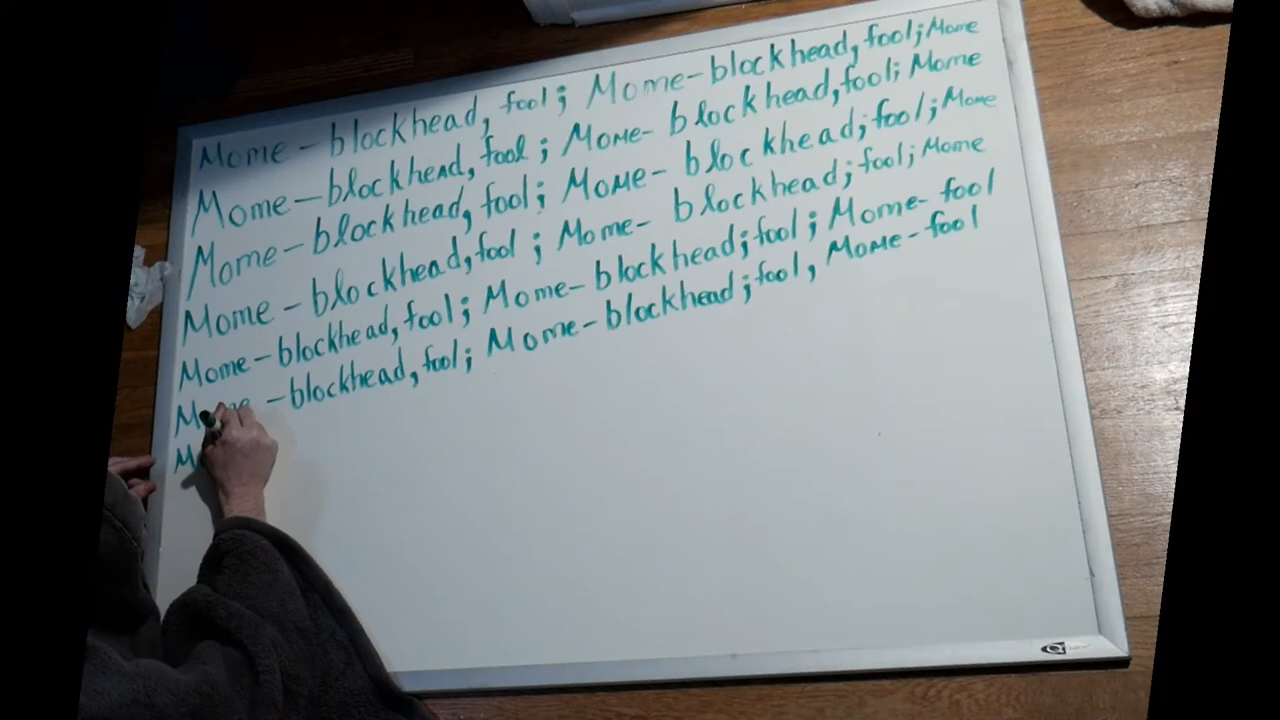 Mome - blockhead, fool; Mome - blockhead, fool; Mome
Mome - blockhead, fool; Mome - blockhead, fool; Mome
Mome - blockhead, fool; Mome - blockhead; fool; Mome
Mome - blockhead, fool; Mome - blockhead; fool; Mome
Mome - blockhead, fool; Mome - blockhead; fool; Mome - fool
Mome - blockhead, fool; Mome - blockhead; fool, Mome - fool
M